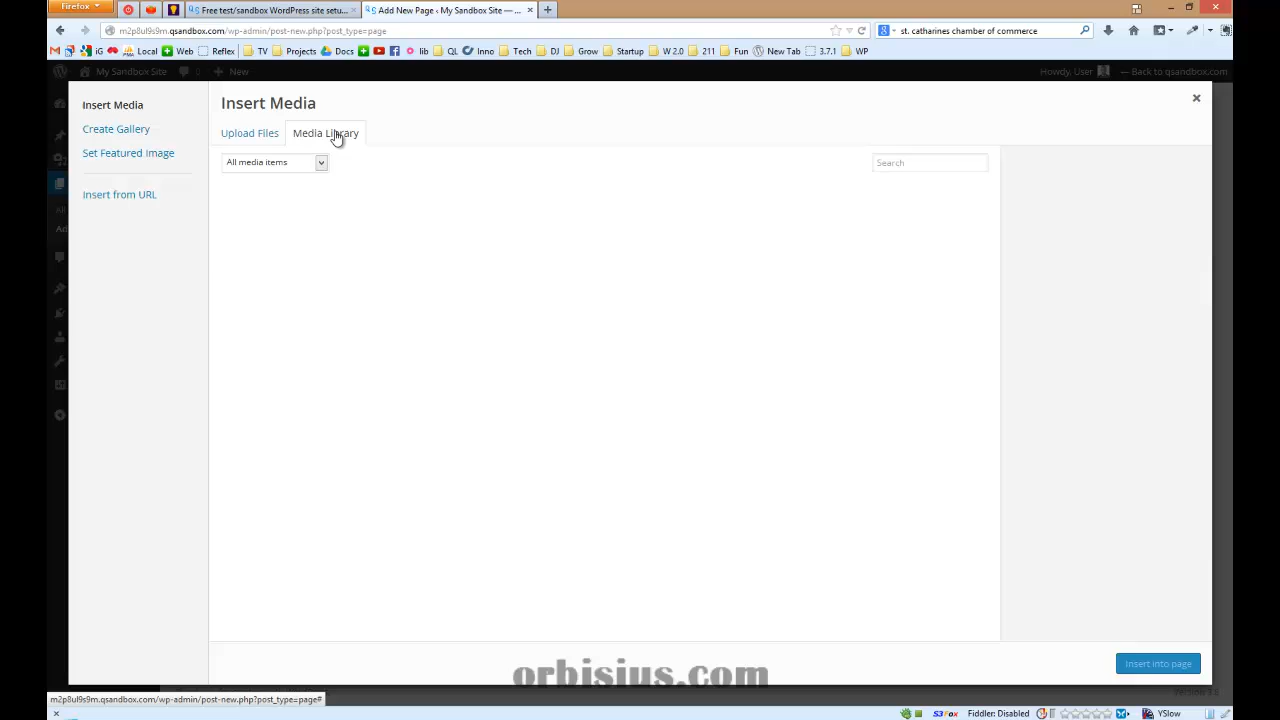 Firefox
Free test/sandbox WordPress site setu...
Add New Page ‹ My Sandbox Site — ...
m2p8ul9s9m.qsandbox.com/wp-admin/post-new.php?post_type=page
st. catharines chamber of commerce
iG
Local
Web
Reflex
TV
Projects
Docs
lib
QL
Inno
Tech
DJ
Grow
Startup
W 2.0
211
Fun
New Tab
3.7.1
WP
My Sandbox Site
New
Howdy, User
— Back to qsandbox.com
Insert Media
Create Gallery
Set Featured Image
Insert from URL
Insert Media
Upload Files
Media Library
All media items
Search
All
Ad
Insert into page
orbisius.com
m2p8ul9s9m.qsandbox.com/wp-admin/post-new.php?post_type=page#
S3Fox
Fiddler: Disabled
YSlow